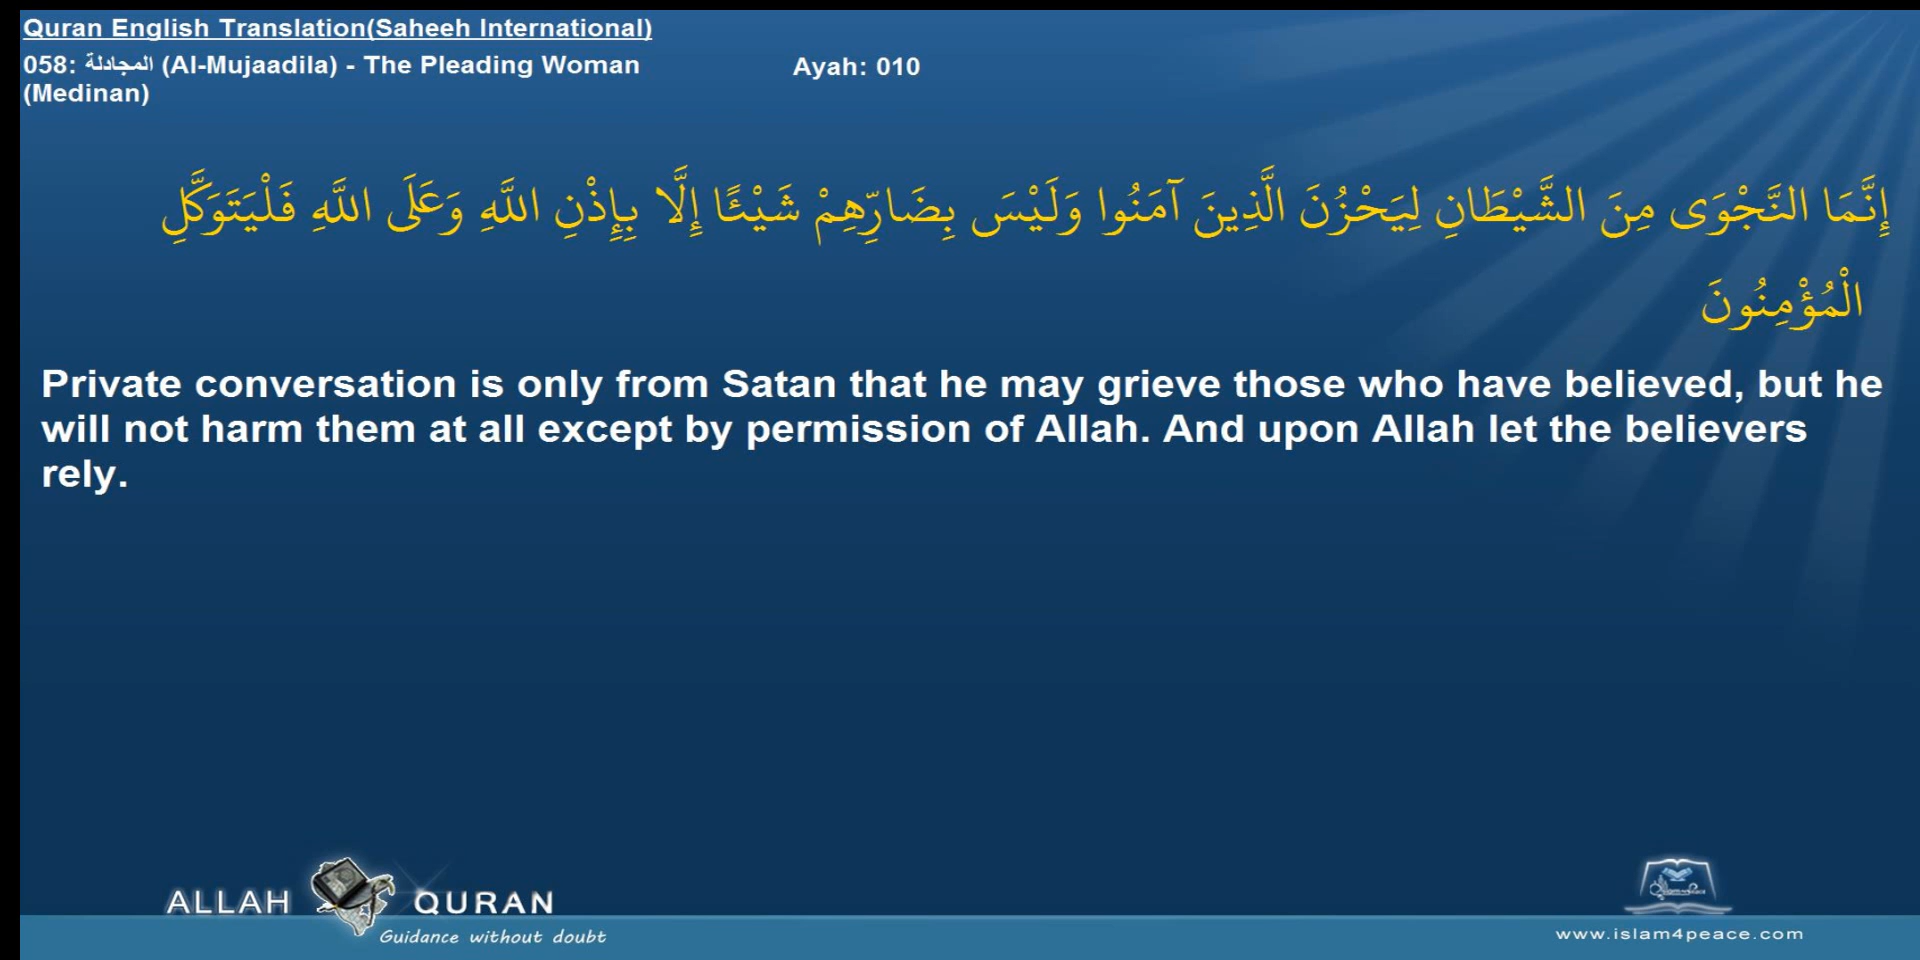 Quran English Translation(Saheeh International)
058: المجادلة (Al-Mujaadila) - The Pleading Woman
(Medinan)
Ayah: 010
إِنَّمَا النَّجْوَى مِنَ الشَّيْطَانِ لِيَحْزُنَ الَّذِينَ آمَنُوا وَلَيْسَ بِضَارِّهِمْ شَيْئًا إِلَّا بِإِذْنِ اللَّهِ وَعَلَى اللَّهِ فَلْيَتَوَكَّلِ
الْمُؤْمِنُونَ
Private conversation is only from Satan that he may grieve those who have believed, but he
will not harm them at all except by permission of Allah. And upon Allah let the believers
rely.
ALLAH QURAN
Guidance without doubt
www.islam4peace.com